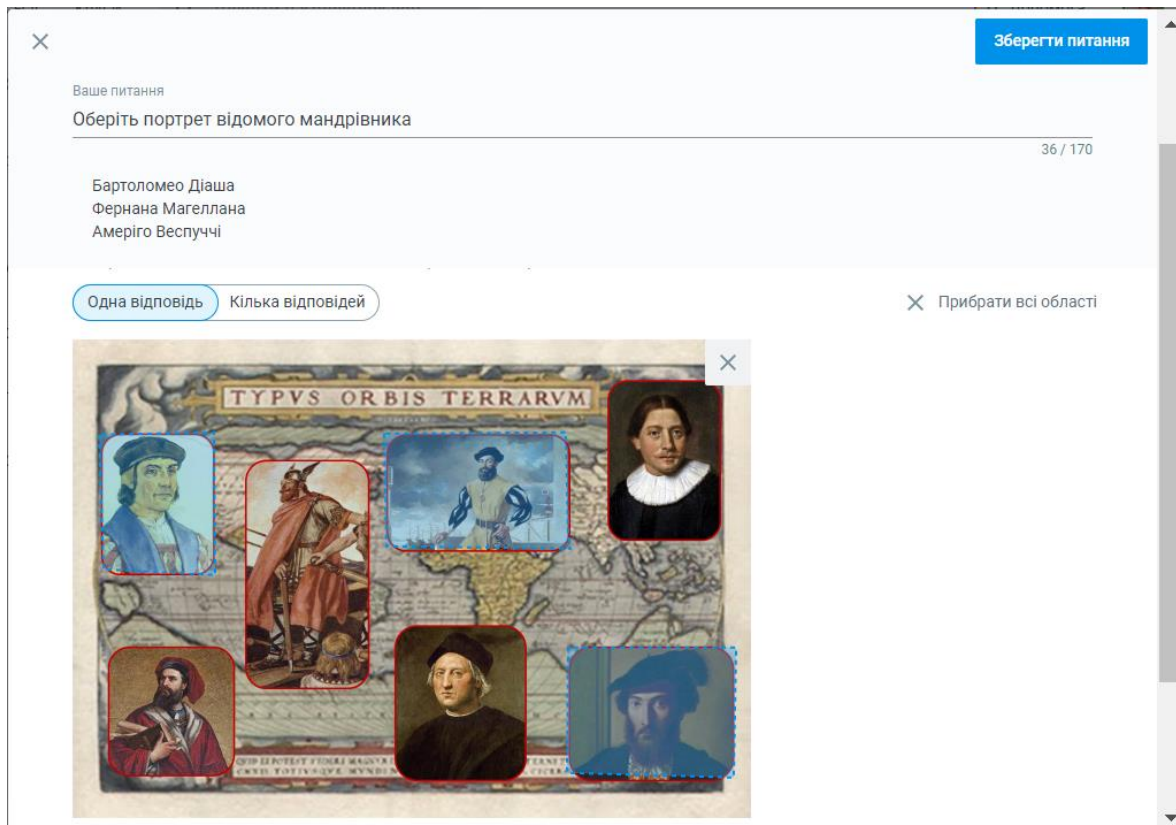 Зберегти питання
Ваше питання
Оберіть портрет відомого мандрівника
36 / 170
Бартоломео Діаша
Фернана Магеллана
Амеріго Веспуччі
Одна відповідь
Кілька відповідей
Прибрати всі області
TYPVS ORBIS TERRARVM